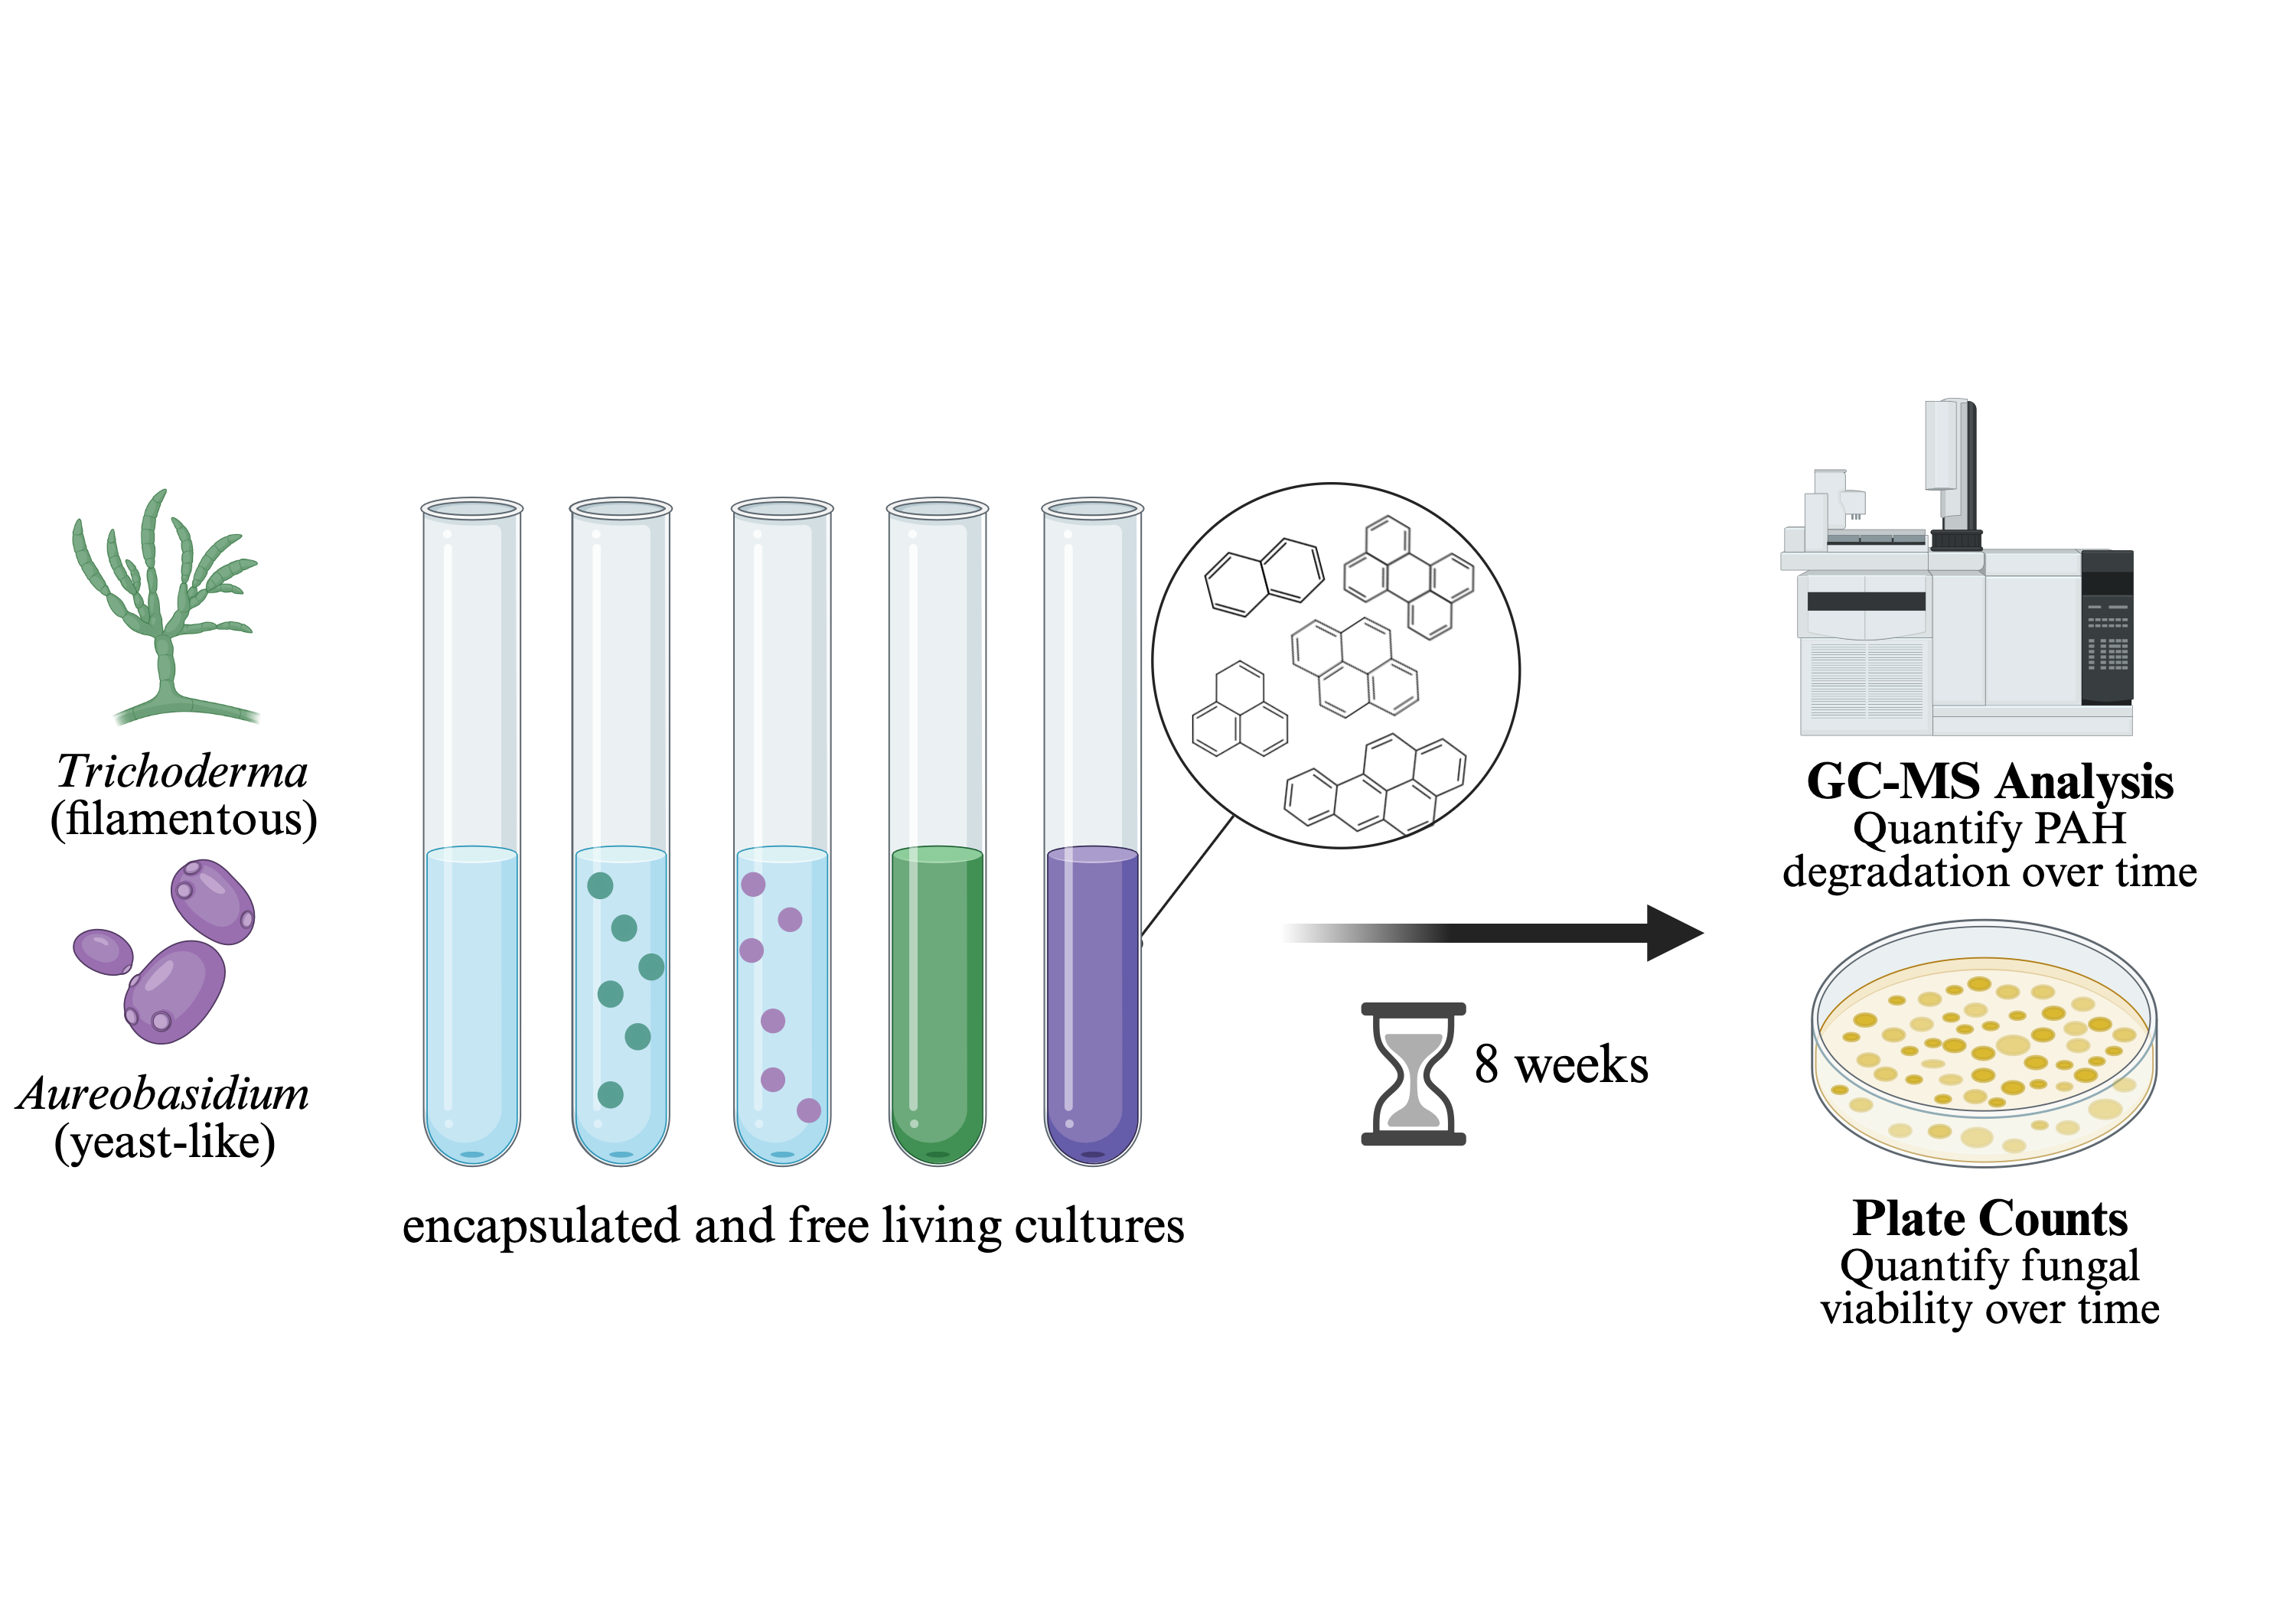 Trichoderma
(filamentous)
Aureobasidium
(yeast-like)
encapsulated and free living cultures
8 weeks
GC-MS Analysis
Quantify PAH
degradation over time
Plate Counts
Quantify fungal
viability over time